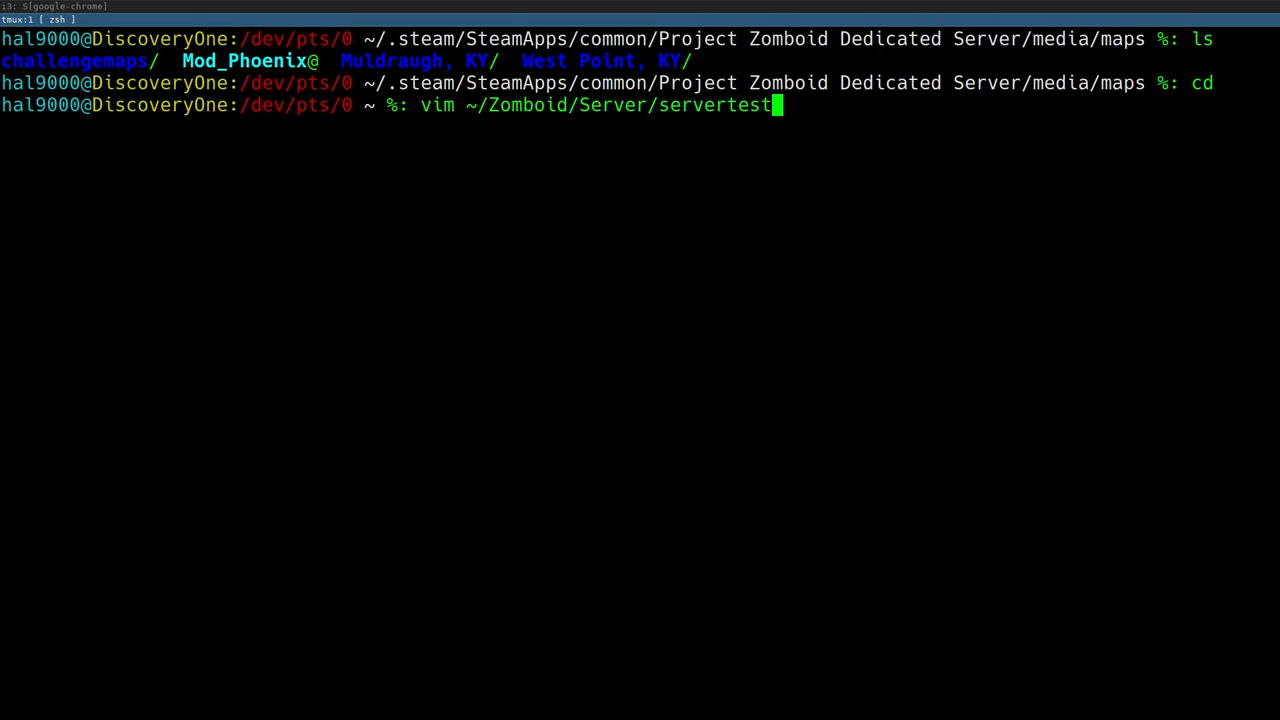 i3: S[google-chrome]
tmux:1 [ zsh ]
hal9000@DiscoveryOne:/dev/pts/0 ~/.steam/SteamApps/common/Project Zomboid Dedicated Server/media/maps %: ls
challengemaps/  Mod_Phoenix@  Muldraugh, KY/  West Point, KY/
hal9000@DiscoveryOne:/dev/pts/0 ~/.steam/SteamApps/common/Project Zomboid Dedicated Server/media/maps %: cd
hal9000@DiscoveryOne:/dev/pts/0 ~ %: vim ~/Zomboid/Server/servertest